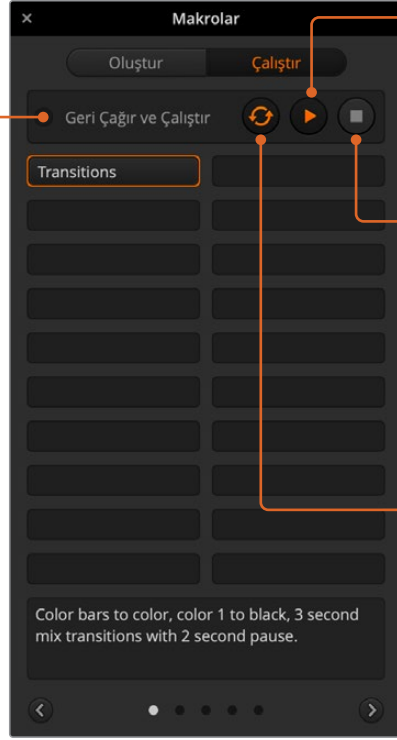 Makrolar
Oluştur
Çalıştır
Geri Çağır ve Çalıştır
Transitions
Color bars to color, color 1 to black, 3 second
mix transitions with 2 second pause.